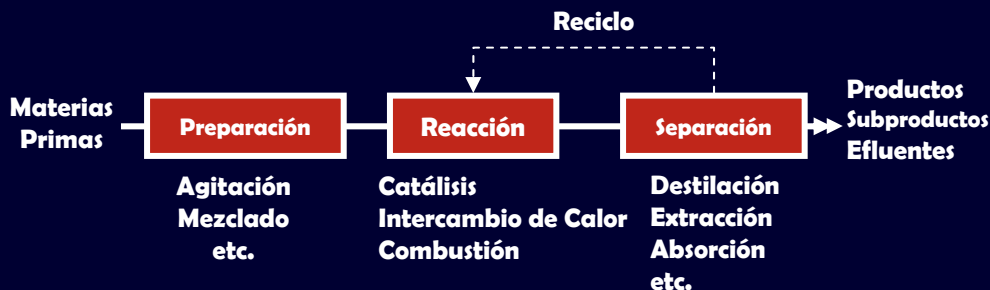 Reciclo
Materias
Primas
Preparación
Reacción
Separación
Productos
Subproductos
Efluentes
Agitación
Mezclado
etc.
Catálisis
Intercambio de Calor
Combustión
Destilación
Extracción
Absorción
etc.